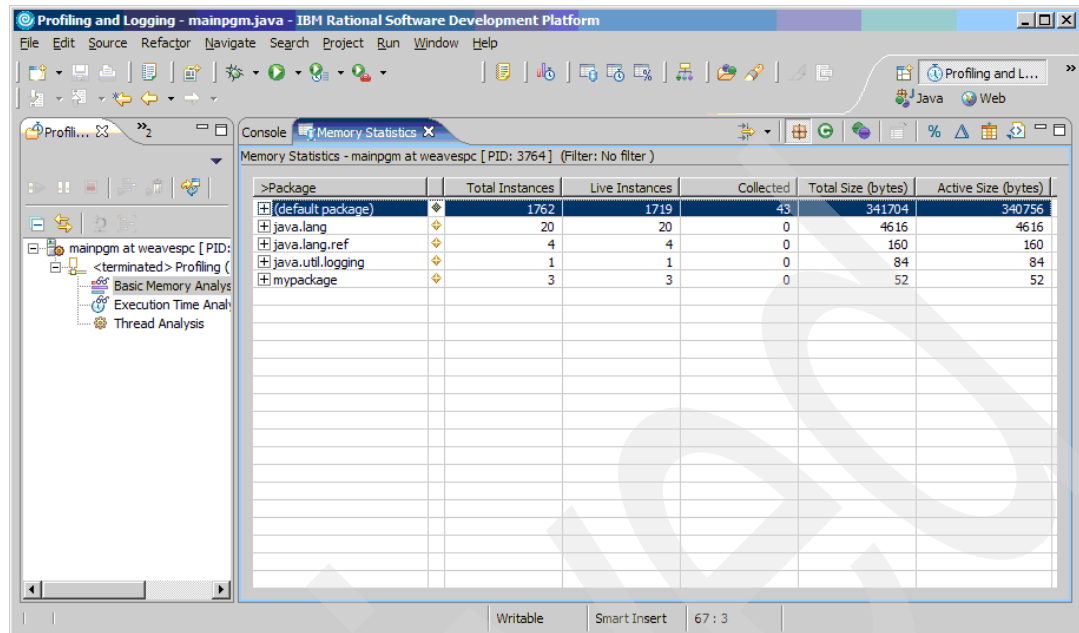 Profiling and Logging - mainpgm.java - IBM Rational Software Development Platform
File Edit Source Refactor Navigate Search Project Run Window Help
Profiling and L... »
Java Web
Profili... »2 Console Memory Statistics
Memory Statistics - mainpgm at weavespc [ PID: 3764 ] (Filter: No filter )
>Package Total Instances Live Instances Collected Total Size (bytes) Active Size (bytes)
(default package) 1762 1719 43 341704 340756
java.lang 20 20 0 4616 4616
java.lang.ref 4 4 0 160 160
java.util.logging 1 1 0 84 84
mypackage 3 3 0 52 52
mainpgm at weavespc [ PID:
<terminated> Profiling (
Basic Memory Analys
Execution Time Analy
Thread Analysis
Writable Smart Insert 67 : 3